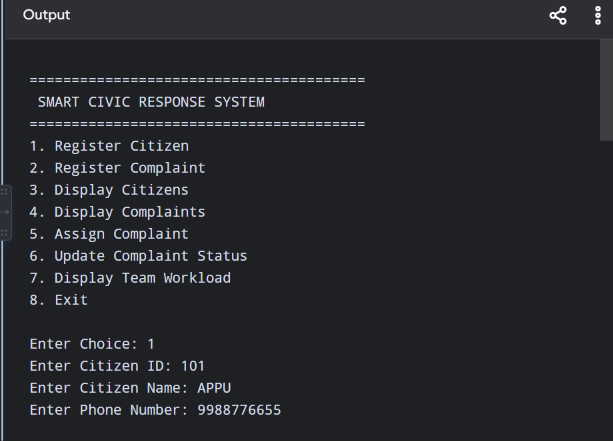 Output
========================================
SMART CIVIC RESPONSE SYSTEM
========================================
1. Register Citizen
2. Register Complaint
3. Display Citizens
4. Display Complaints
5. Assign Complaint
6. Update Complaint Status
7. Display Team Workload
8. Exit
Enter Choice: 1
Enter Citizen ID: 101
Enter Citizen Name: APPU
Enter Phone Number: 9988776655